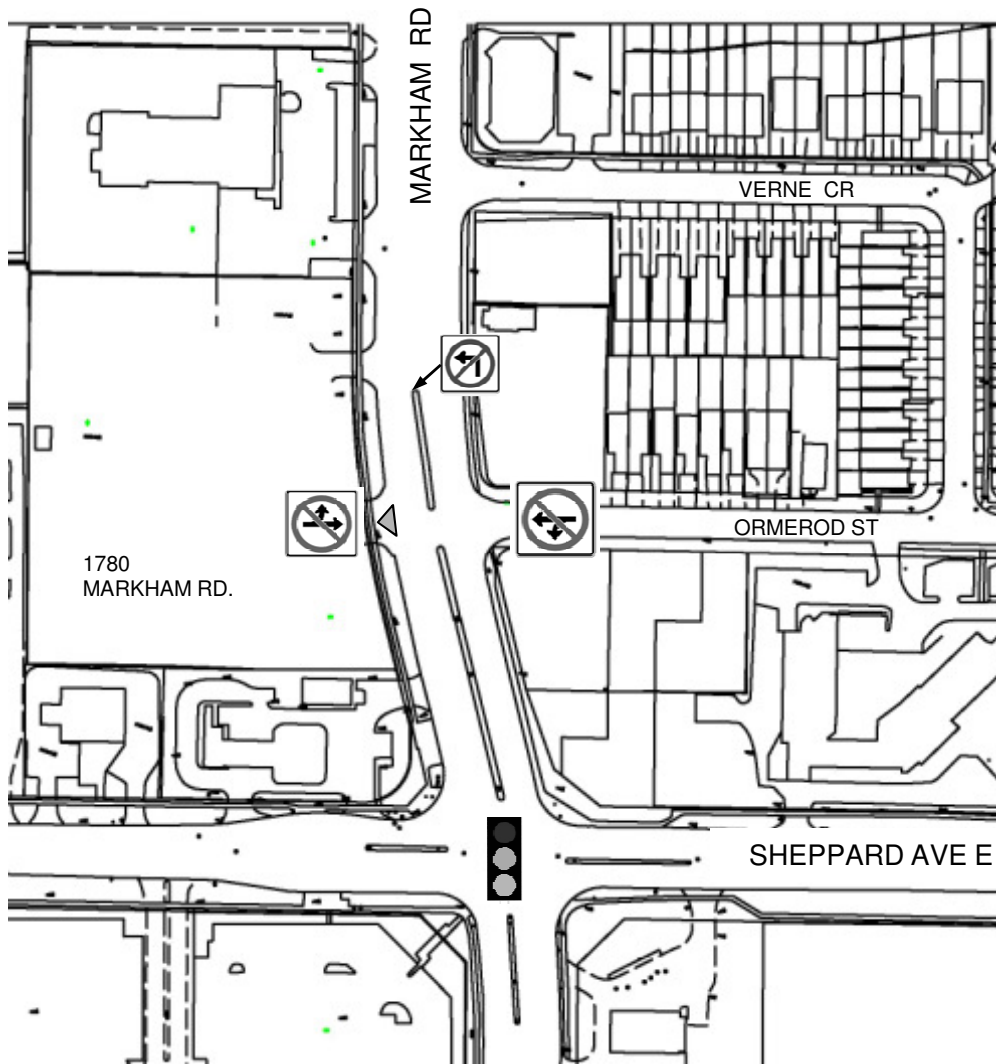 MARKHAM RD
VERNE CR
ORMEROD ST
1780
MARKHAM RD.
SHEPPARD AVE E